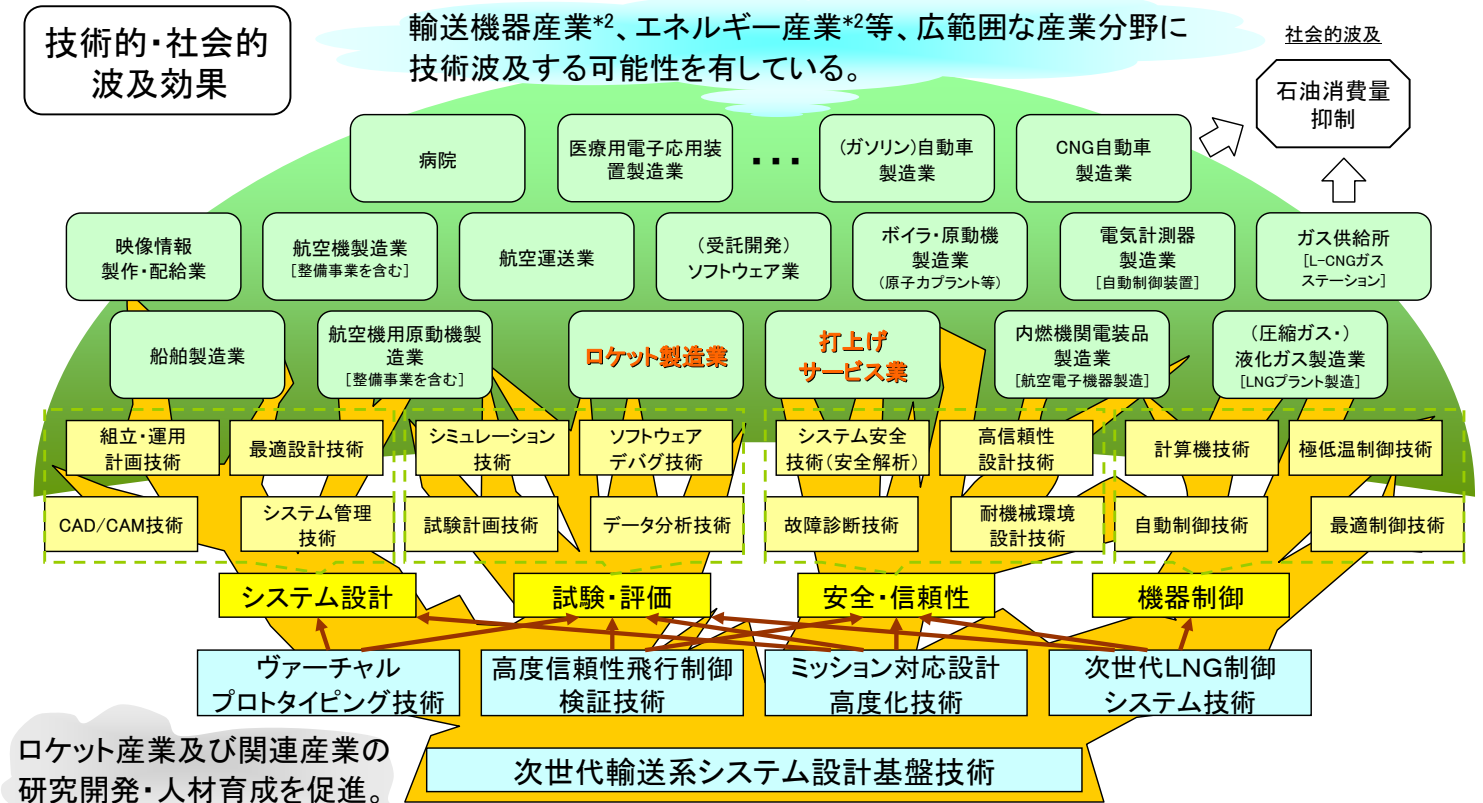 技術的・社会的
波及効果
輸送機器産業*2、エネルギー産業*2等、広範囲な産業分野に
技術波及する可能性を有している。
社会的波及
石油消費量
抑制
病院
医療用電子応用装
置製造業
・・・
(ガソリン)自動車
製造業
CNG自動車
製造業
映像情報
製作・配給業
航空機製造業
[整備事業を含む]
航空運送業
(受託開発)
ソフトウェア業
ボイラ・原動機
製造業
(原子力プラント等)
電気計測器
製造業
[自動制御装置]
ガス供給所
[L-CNGガス
ステーション]
船舶製造業
航空機用原動機製
造業
[整備事業を含む]
ロケット製造業
打上げ
サービス業
内燃機関電装品
製造業
[航空電子機器製造]
(圧縮ガス・)
液化ガス製造業
[LNGプラント製造]
組立・運用
計画技術
最適設計技術
シミュレーション
技術
ソフトウェア
デバグ技術
システム安全
技術(安全解析)
高信頼性
設計技術
計算機技術
極低温制御技術
CAD/CAM技術
システム管理
技術
試験計画技術
データ分析技術
故障診断技術
耐機械環境
設計技術
自動制御技術
最適制御技術
システム設計
試験・評価
安全・信頼性
機器制御
ヴァーチャル
プロトタイピング技術
高度信頼性飛行制御
検証技術
ミッション対応設計
高度化技術
次世代LNG制御
システム技術
ロケット産業及び関連産業の
研究開発・人材育成を促進。
次世代輸送系システム設計基盤技術